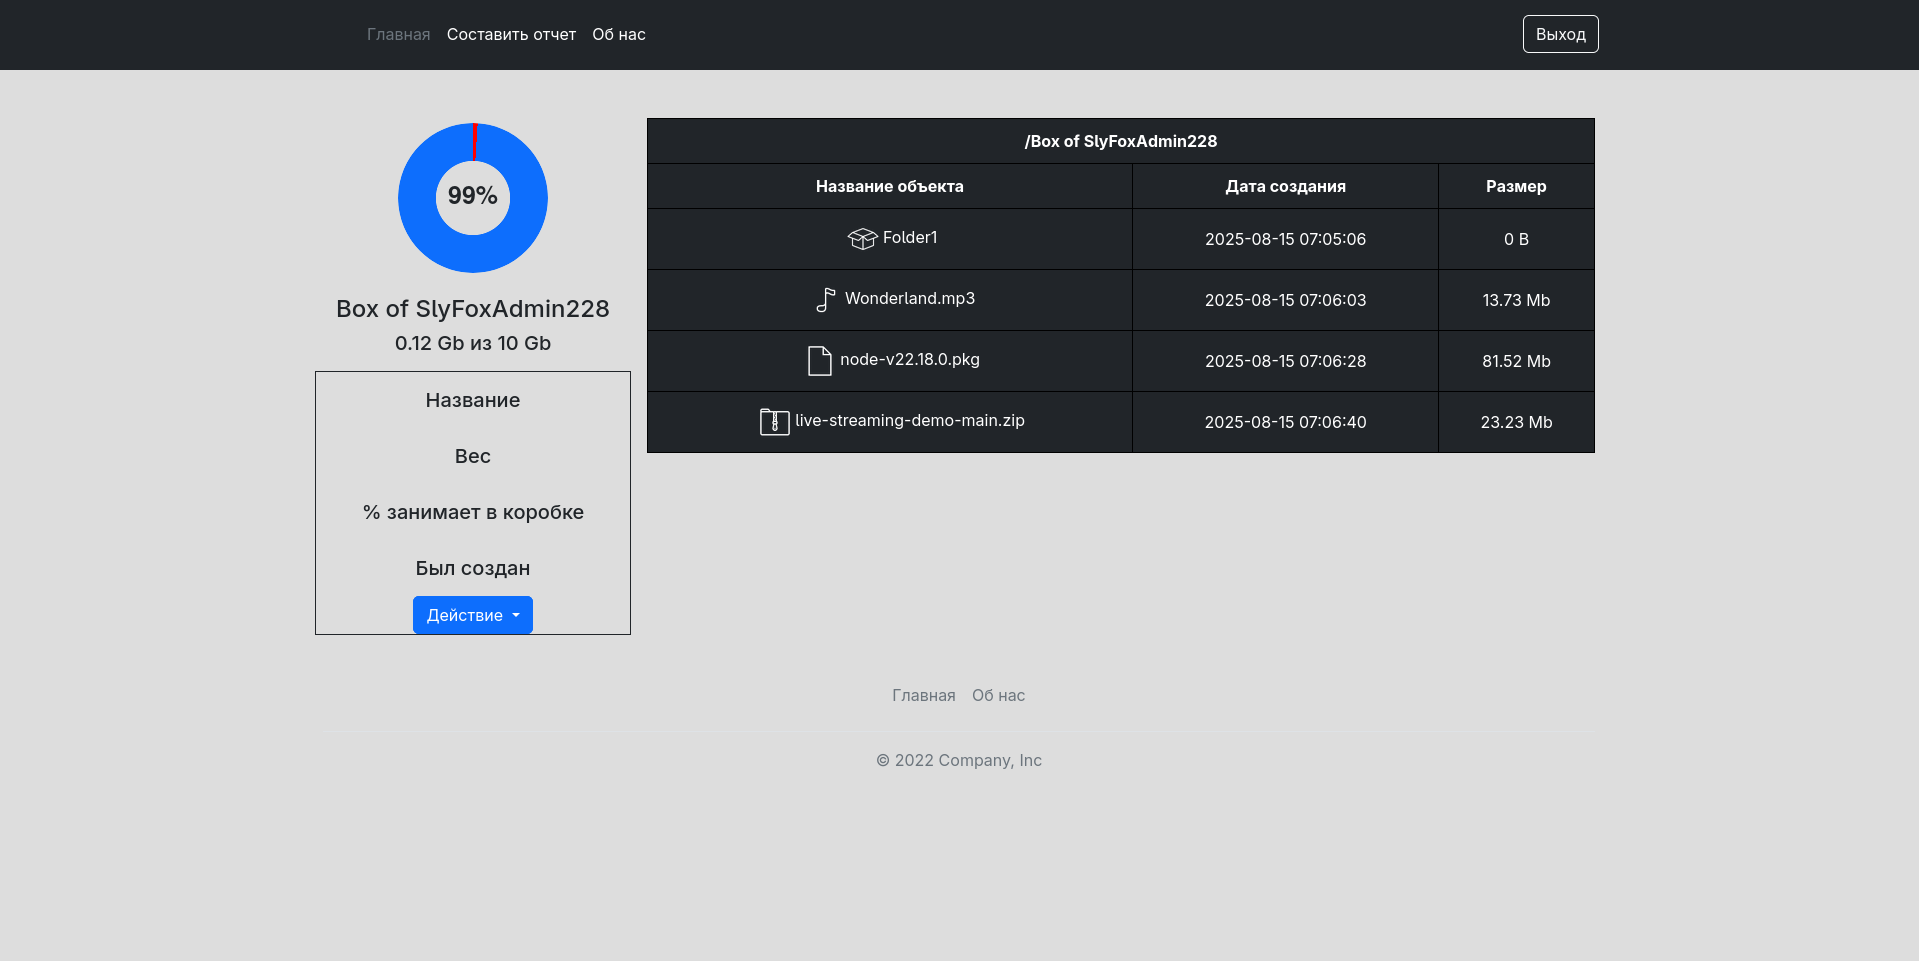 Главная Составить отчет Об нас Выход
99%
Box of SlyFoxAdmin228
0.12 Gb из 10 Gb
Название
Вес
% занимает в коробке
Был создан
Действие
/Box of SlyFoxAdmin228
Название объекта Дата создания Размер
Folder1 2025-08-15 07:05:06 0 B
Wonderland.mp3 2025-08-15 07:06:03 13.73 Mb
node-v22.18.0.pkg 2025-08-15 07:06:28 81.52 Mb
live-streaming-demo-main.zip 2025-08-15 07:06:40 23.23 Mb
Главная Об нас
© 2022 Company, Inc